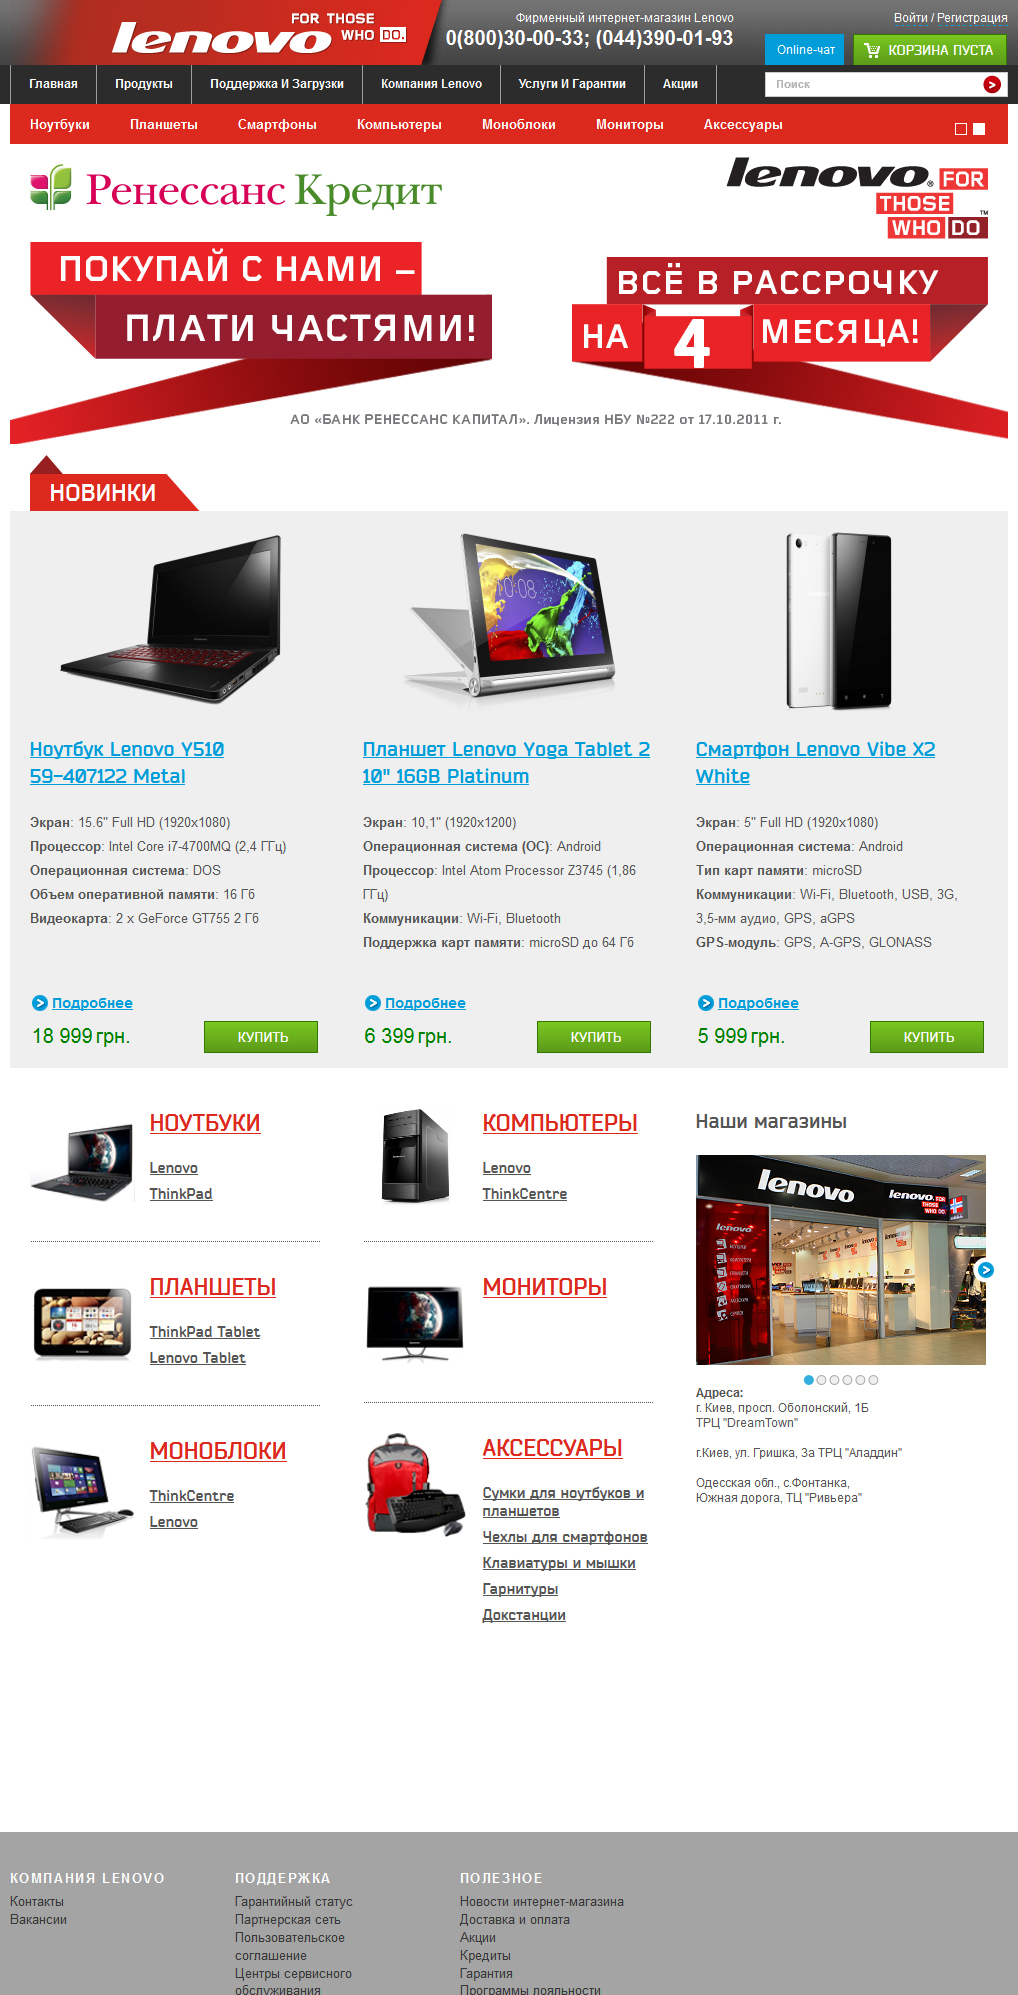 FOR THOSE
WHO DO.
lenovo
Фирменный интернет-магазин Lenovo
0(800)30-00-33; (044)390-01-93
Войти / Регистрация
Online-чат
КОРЗИНА ПУСТА
Главная
Продукты
Поддержка И Загрузки
Компания Lenovo
Услуги И Гарантии
Акции
Поиск
Ноутбуки
Планшеты
Смартфоны
Компьютеры
Моноблоки
Мониторы
Аксессуары
Ренессанс Кредит
lenovo® FOR
THOSE
WHO DO ™
ПОКУПАЙ С НАМИ –
ПЛАТИ ЧАСТЯМИ!
ВСЁ В РАССРОЧКУ
НА 4 МЕСЯЦА!
АО «БАНК РЕНЕССАНС КАПИТАЛ». Лицензия НБУ №222 от 17.10.2011 г.
НОВИНКИ
Ноутбук Lenovo Y510
59-407122 Metal
Экран: 15.6" Full HD (1920x1080)
Процессор: Intel Core i7-4700MQ (2,4 ГГц)
Операционная система: DOS
Объем оперативной памяти: 16 Гб
Видеокарта: 2 x GeForce GT755 2 Гб
Подробнее
18 999 грн.
КУПИТЬ
Планшет Lenovo Yoga Tablet 2
10" 16GB Platinum
Экран: 10,1" (1920x1200)
Операционная система (ОС): Android
Процессор: Intel Atom Processor Z3745 (1,86
ГГц)
Коммуникации: Wi-Fi, Bluetooth
Поддержка карт памяти: microSD до 64 Гб
Подробнее
6 399 грн.
КУПИТЬ
Смартфон Lenovo Vibe X2
White
Экран: 5" Full HD (1920x1080)
Операционная система: Android
Тип карт памяти: microSD
Коммуникации: Wi-Fi, Bluetooth, USB, 3G,
3,5-мм аудио, GPS, aGPS
GPS-модуль: GPS, A-GPS, GLONASS
Подробнее
5 999 грн.
КУПИТЬ
НОУТБУКИ
Lenovo
ThinkPad
КОМПЬЮТЕРЫ
Lenovo
ThinkCentre
ПЛАНШЕТЫ
ThinkPad Tablet
Lenovo Tablet
МОНИТОРЫ
МОНОБЛОКИ
ThinkCentre
Lenovo
АКСЕССУАРЫ
Сумки для ноутбуков и
планшетов
Чехлы для смартфонов
Клавиатуры и мышки
Гарнитуры
Докстанции
Наши магазины
lenovo
lenovo FOR
THOSE
WHO DO.
lenovo
Адреса:
г. Киев, просп. Оболонский, 1Б
ТРЦ "DreamTown"
г.Киев, ул. Гришка, 3а ТРЦ "Аладдин"
Одесская обл., с.Фонтанка,
Южная дорога, ТЦ "Ривьера"
КОМПАНИЯ LENOVO
Контакты
Вакансии
ПОДДЕРЖКА
Гарантийный статус
Партнерская сеть
Пользовательское
соглашение
Центры сервисного
обслуживания
ПОЛЕЗНОЕ
Новости интернет-магазина
Доставка и оплата
Акции
Кредиты
Гарантия
Программы лояльности